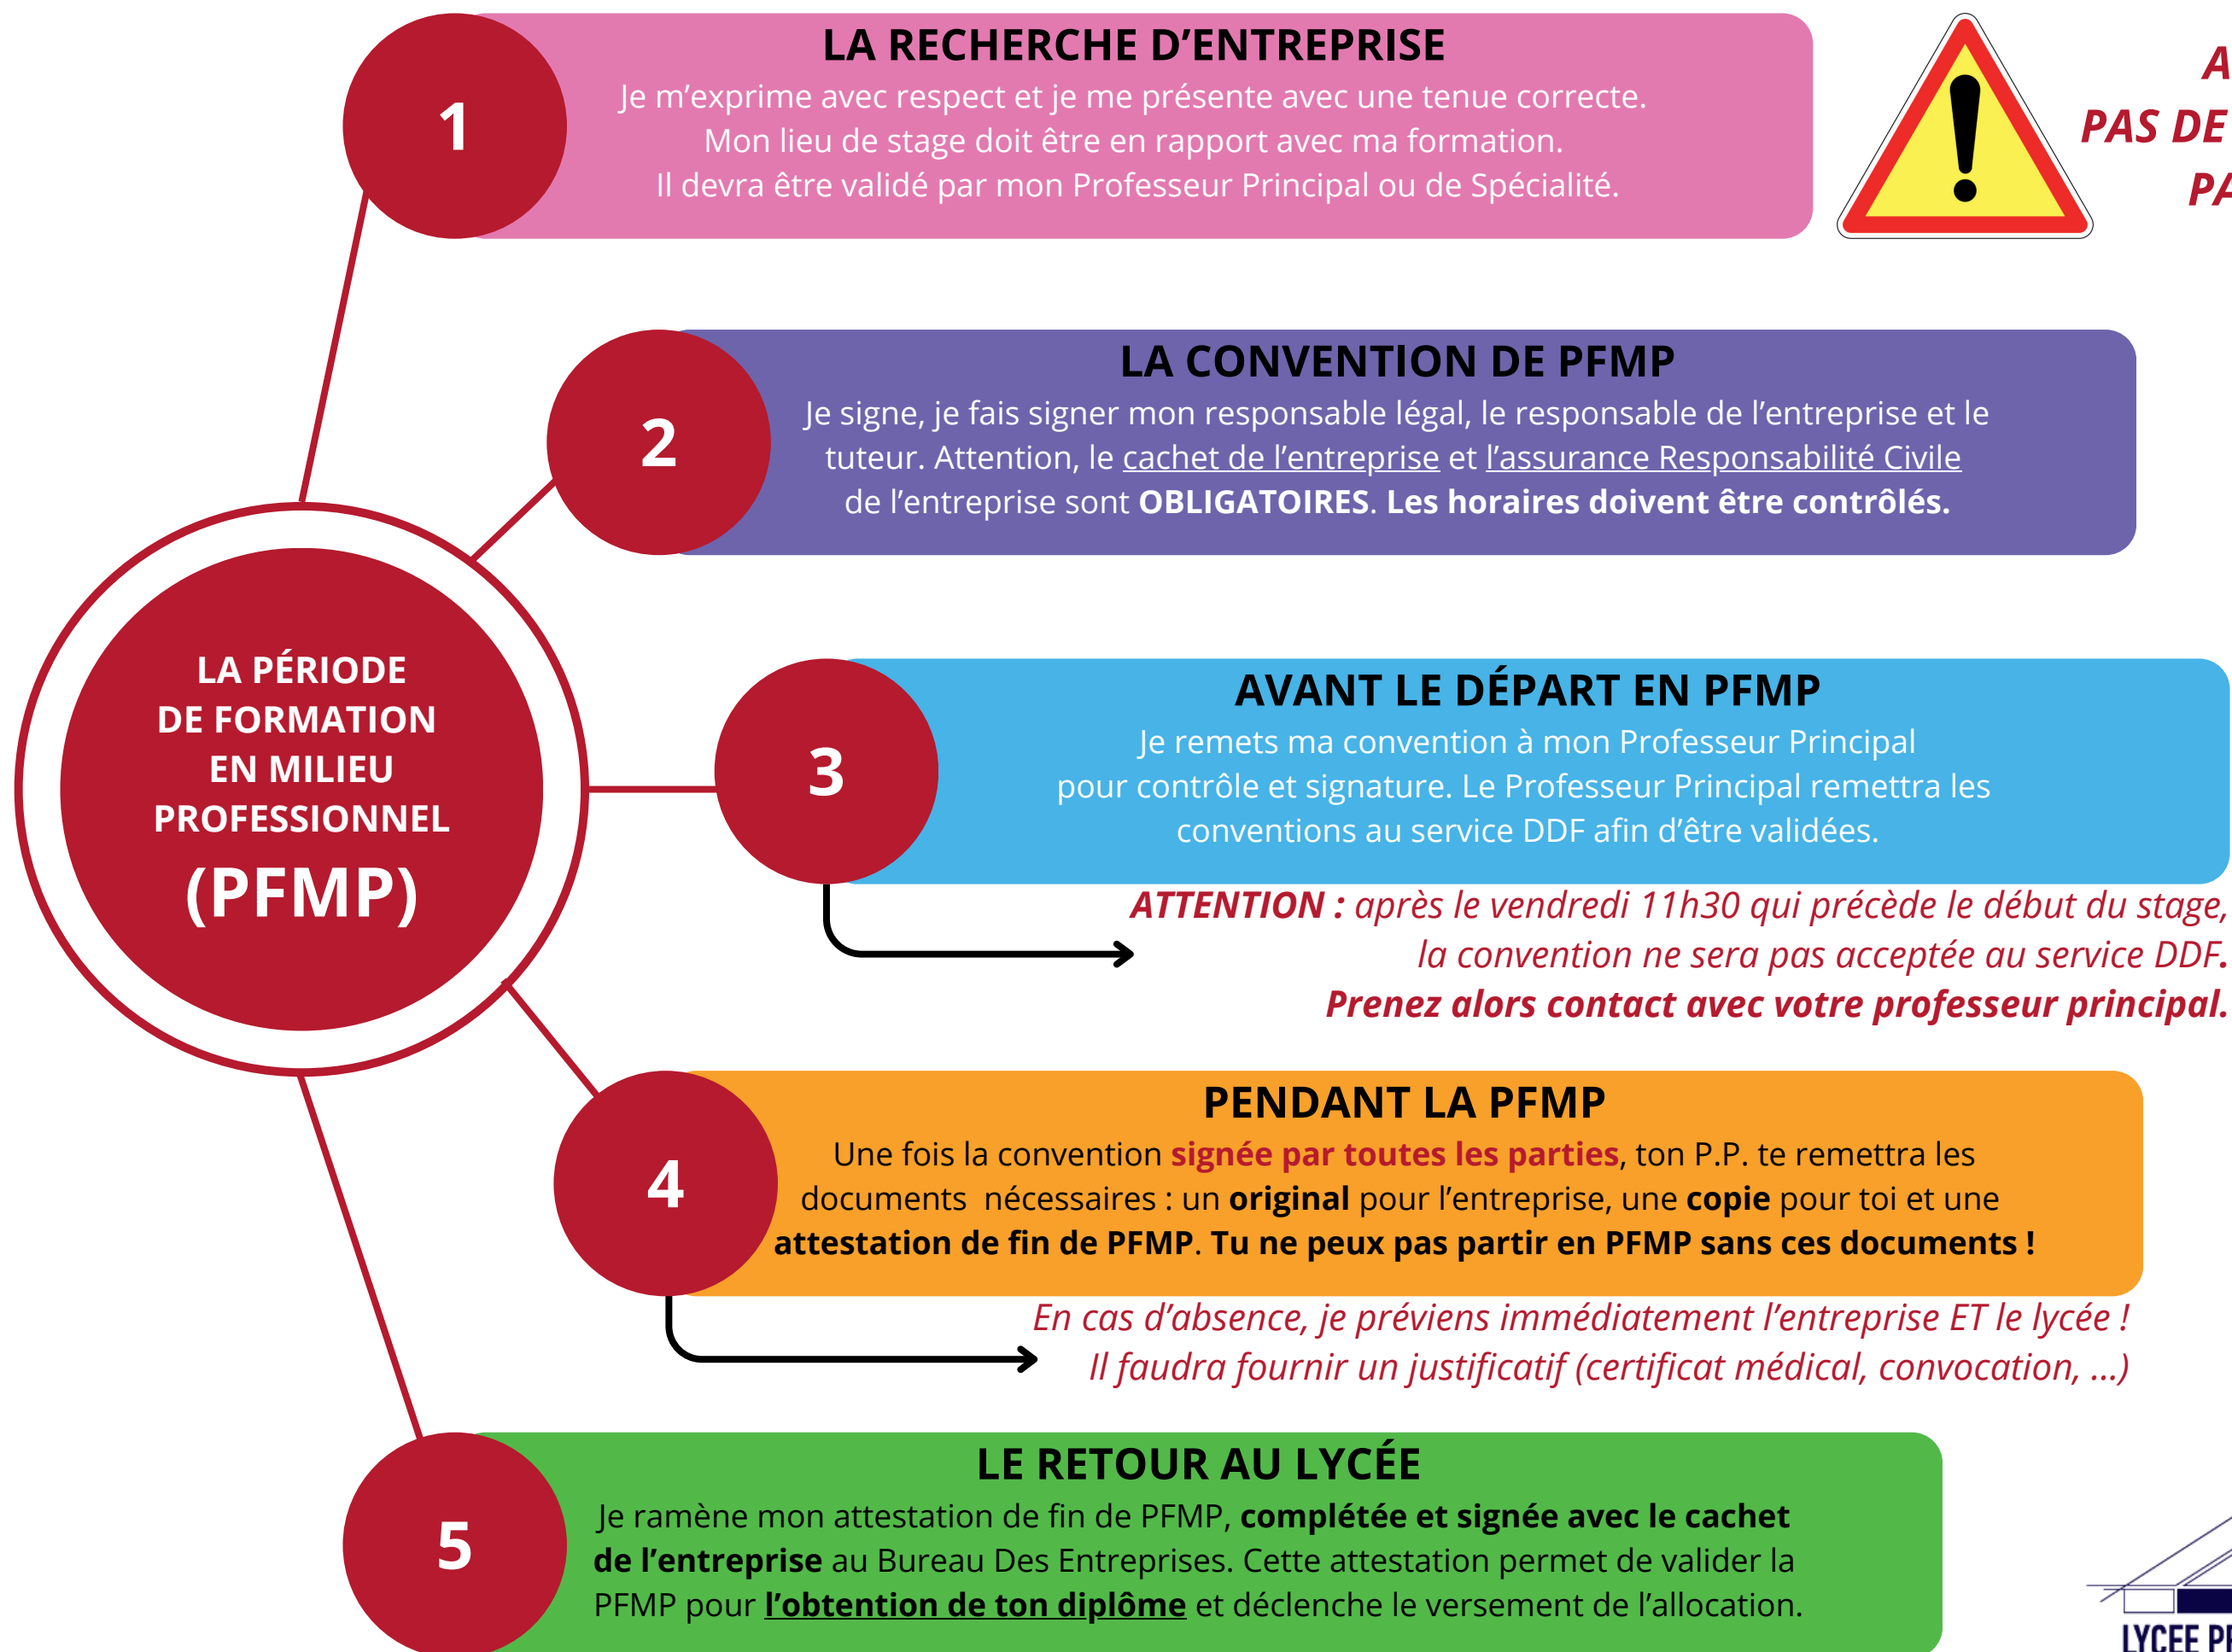 1
LA RECHERCHE D’ENTREPRISE
Je m’exprime avec respect et je me présente avec une tenue correcte.
Mon lieu de stage doit être en rapport avec ma formation.
Il devra être validé par mon Professeur Principal ou de Spécialité.
PAS DE
2
LA CONVENTION DE PFMP
Je signe, je fais signer mon responsable légal, le responsable de l’entreprise et le
tuteur. Attention, le cachet de l’entreprise et l’assurance Responsabilité Civile
de l’entreprise sont OBLIGATOIRES. Les horaires doivent être contrôlés.
LA PÉRIODE
DE FORMATION
EN MILIEU
PROFESSIONNEL
(PFMP)
3
AVANT LE DÉPART EN PFMP
Je remets ma convention à mon Professeur Principal
pour contrôle et signature. Le Professeur Principal remettra les
conventions au service DDF afin d’être validées.
ATTENTION : après le vendredi 11h30 qui précède le début du stage,
la convention ne sera pas acceptée au service DDF.
Prenez alors contact avec votre professeur principal.
4
PENDANT LA PFMP
Une fois la convention signée par toutes les parties, ton P.P. te remettra les
documents nécessaires : un original pour l’entreprise, une copie pour toi et une
attestation de fin de PFMP. Tu ne peux pas partir en PFMP sans ces documents !
En cas d’absence, je préviens immédiatement l’entreprise ET le lycée !
Il faudra fournir un justificatif (certificat médical, convocation, ...)
5
LE RETOUR AU LYCÉE
Je ramène mon attestation de fin de PFMP, complétée et signée avec le cachet
de l’entreprise au Bureau Des Entreprises. Cette attestation permet de valider la
PFMP pour l’obtention de ton diplôme et déclenche le versement de l’allocation.
LYCEE